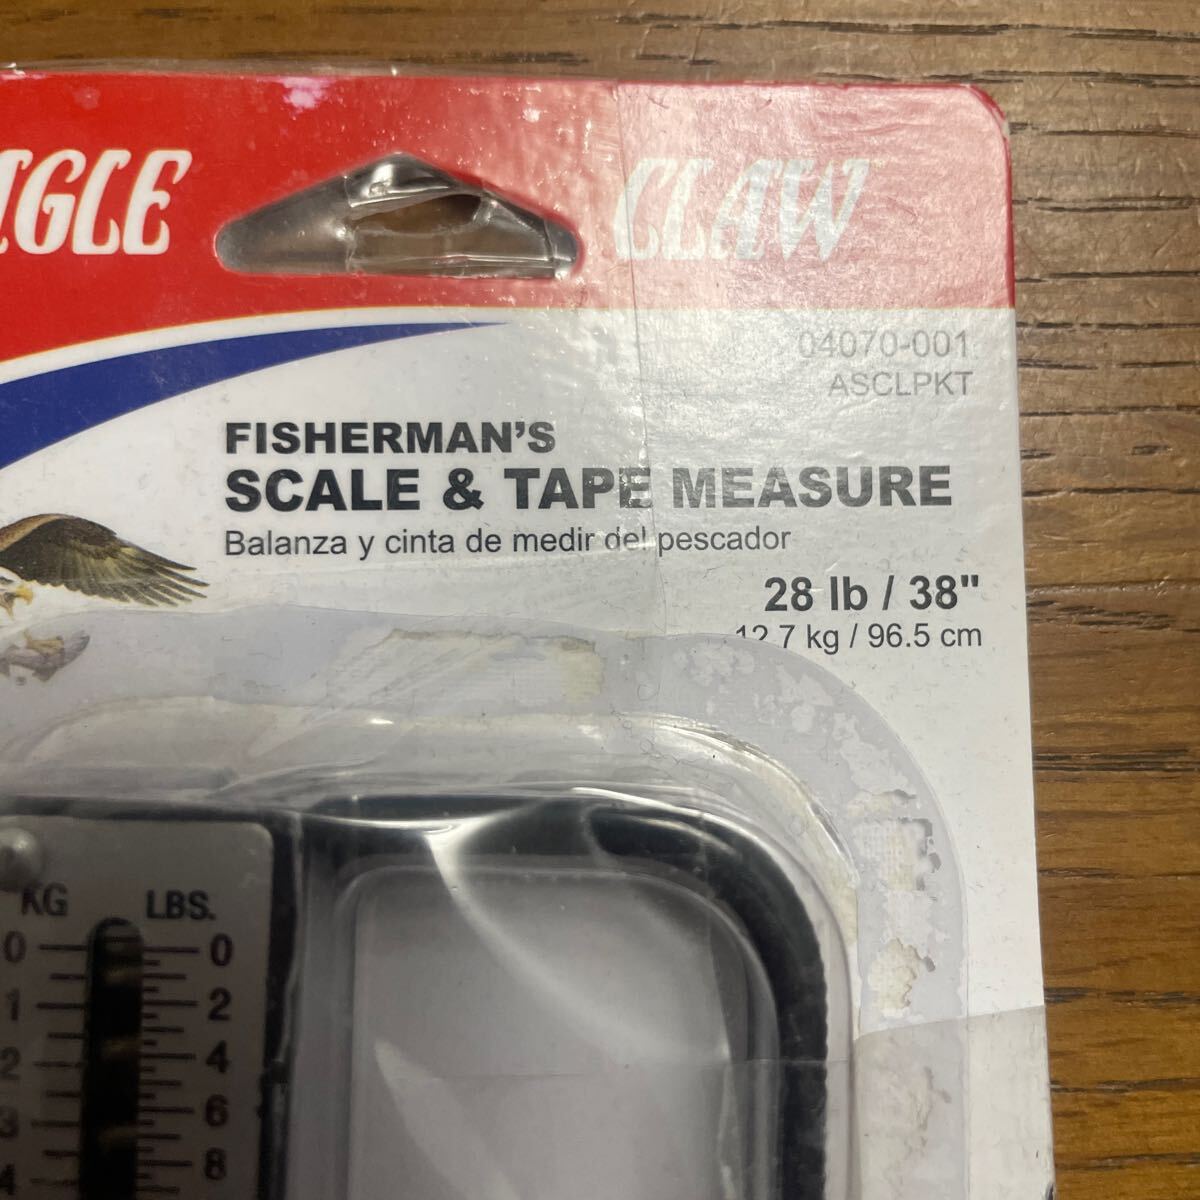 AGLE CLAW
04070-001
ASCLPKT
FISHERMAN'S
SCALE & TAPE MEASURE
Balanza y cinta de medir del pescador
28 lb / 38"
12.7 kg / 96.5 cm
KG LBS.
0 0
1 2
2 4
3 6
4 8